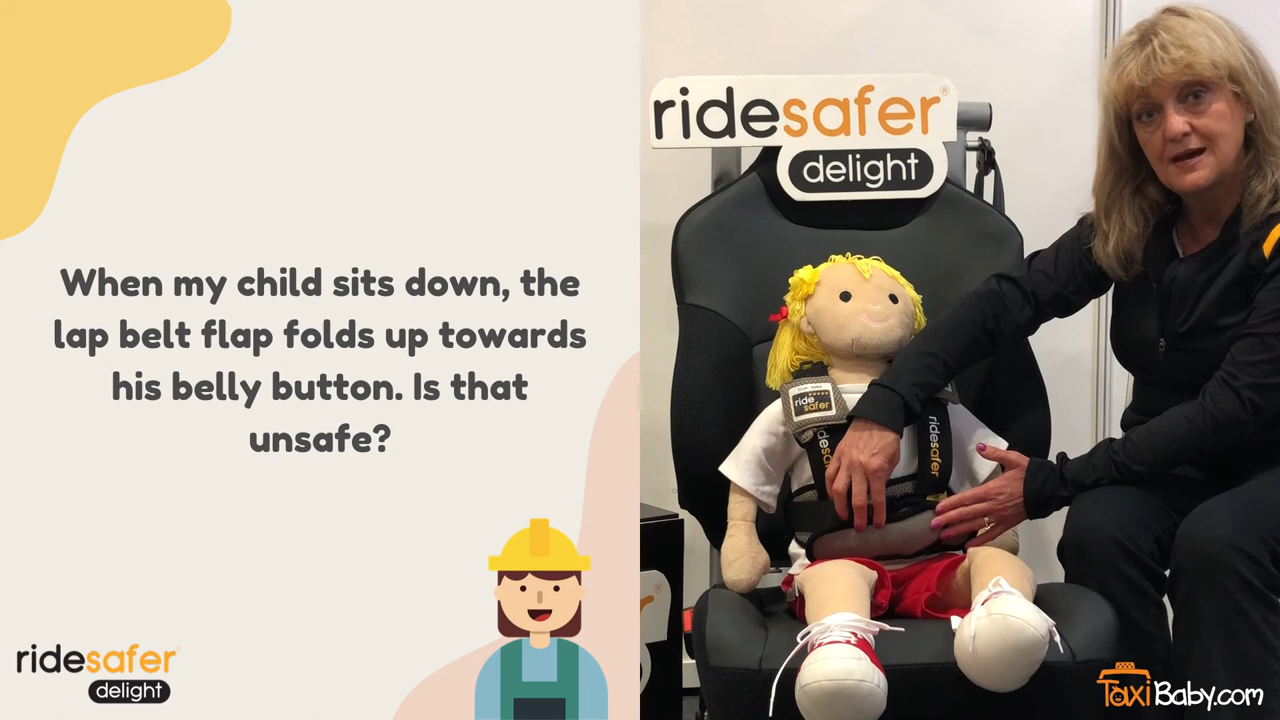 When my child sits down, the
lap belt flap folds up towards
his belly button. Is that
unsafe?
ridesafer
delight
ridesafer®
delight
ride
safer
ridesafer
TaxiBaby.com